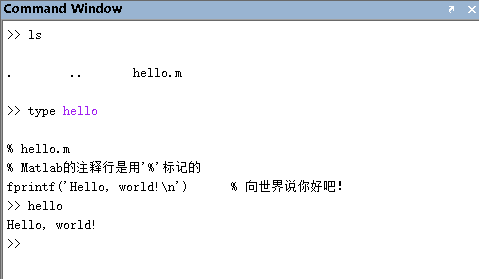 Command Window
>> ls
.        ..       hello.m
>> type hello
% hello.m
% Matlab的注释行是用'%'标记的
fprintf('Hello, world!\n')      % 向世界说你好吧!
>> hello
Hello, world!
>>